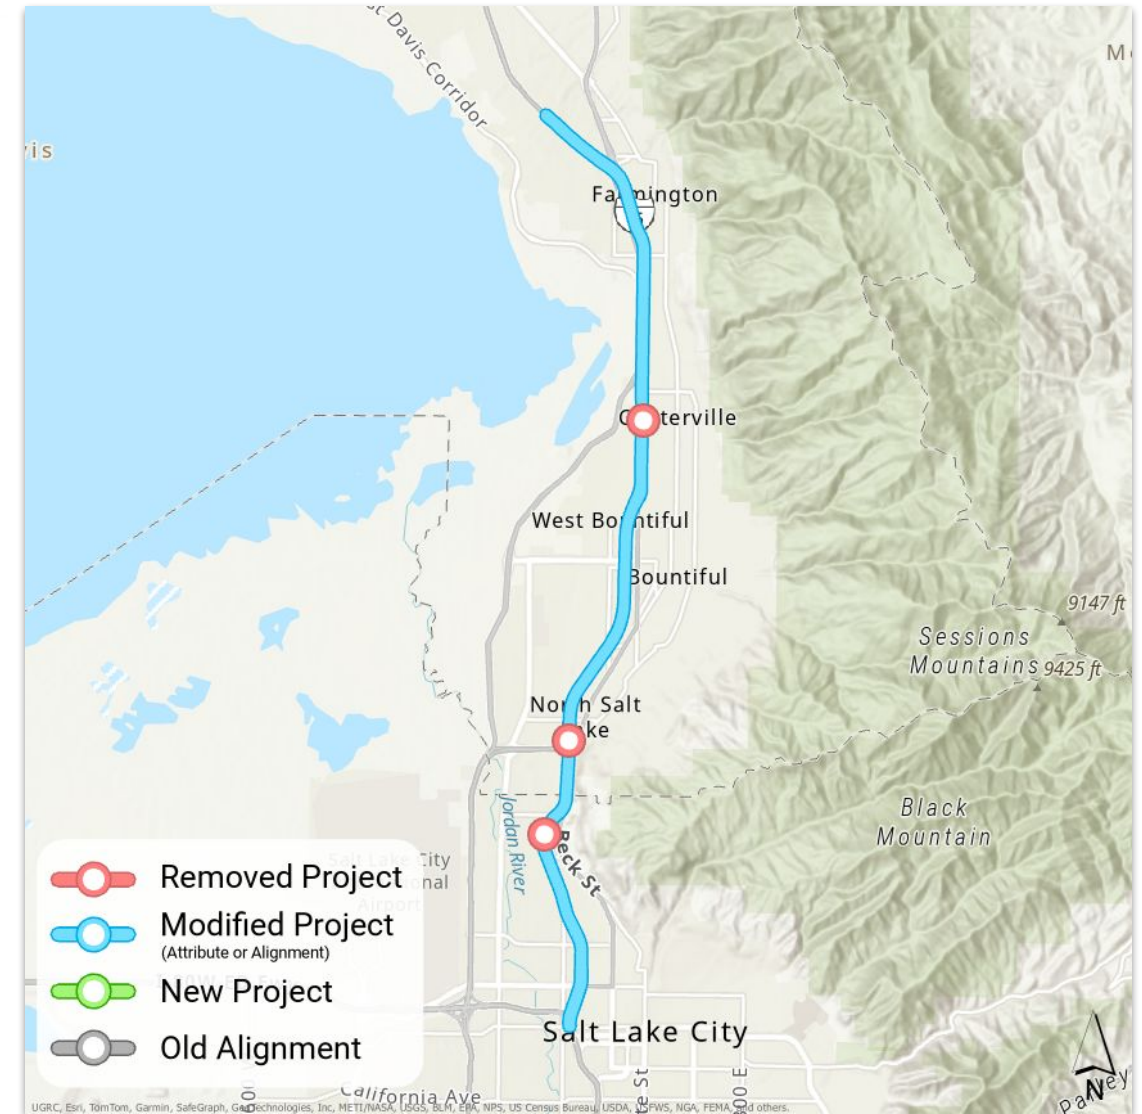 Davis Corridor
Farmington
Centerville
West Bountiful
Bountiful
9147 ft
Sessions
Mountains
9425 ft
North Salt
Lake
Black
Mountain
Jordan River
Beck St
Salt Lake City
Airport
Removed Project
Modified Project
(Attribute or Alignment)
New Project
Old Alignment
Salt Lake City
California Ave
N
UGRC, Esri, TomTom, Garmin, SafeGraph, GeoTechnologies, Inc, METI/NASA, USGS, BLM, EPA, NPS, US Census Bureau, USDA, USFWS, NGA, FEMA, and others.